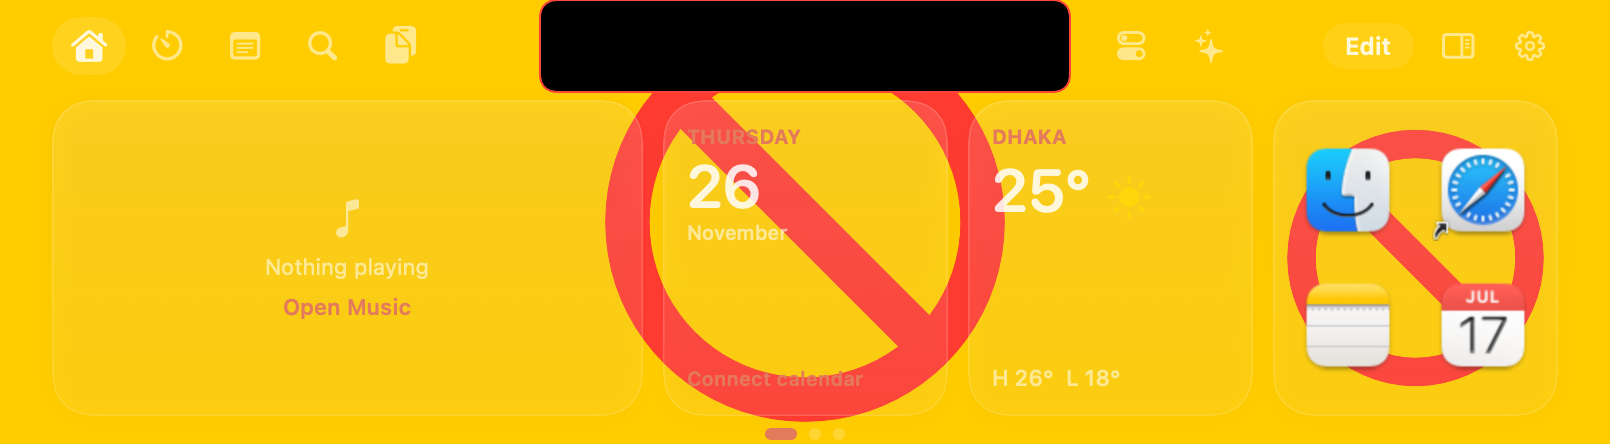 Edit
Nothing playing
Open Music
THURSDAY
26
November
Connect calendar
DHAKA
25°
H 26° L 18°
JUL
17